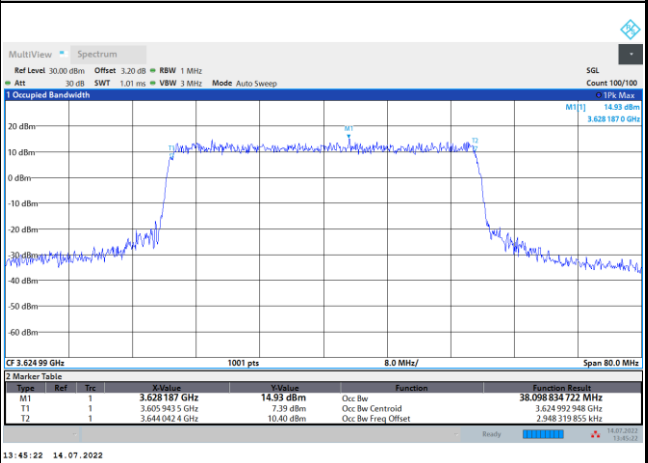 MultiView Spectrum
Ref Level 30.00 dBm Offset 3.20 dB RBW 1 MHz SGL
Att 30 dB SWT 1.01 ms VBW 3 MHz Mode Auto Sweep Count 100/100
1 Occupied Bandwidth 1Pk Max
M1[1] 14.93 dBm
3.628 187 0 GHz
20 dBm
M1
T1
T2
10 dBm
0 dBm
-10 dBm
-20 dBm
-30 dBm
-40 dBm
-50 dBm
-60 dBm
CF 3.624 99 GHz 1001 pts 8.0 MHz/ Span 80.0 MHz
2 Marker Table
Type Ref Trc X-Value Y-Value Function Function Result
M1 1 3.628 187 GHz 14.93 dBm Occ Bw 38.098 834 722 MHz
T1 1 3.605 943 5 GHz 7.39 dBm Occ Bw Centroid 3.624 992 948 GHz
T2 1 3.644 042 4 GHz 10.40 dBm Occ Bw Freq Offset 2.948 319 855 kHz
Ready 14.07.2022
13:45:22
13:45:22 14.07.2022